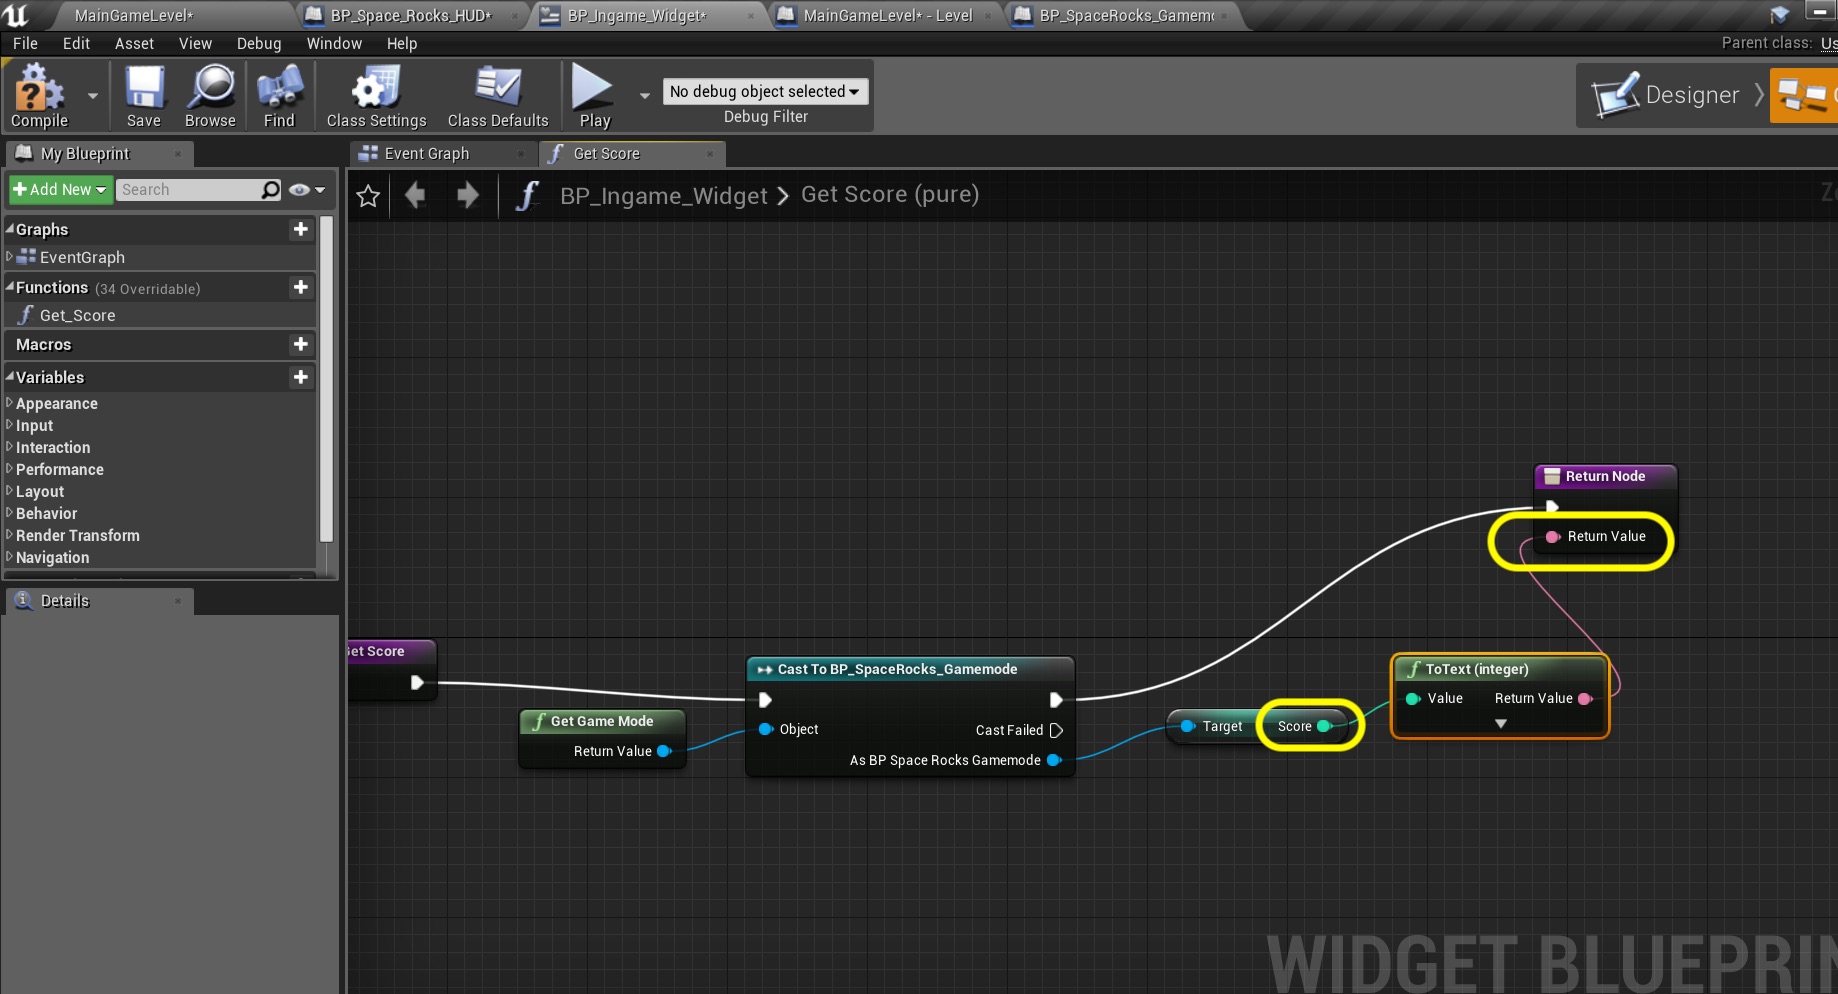 MainGameLevel*
BP_Space_Rocks_HUD*
BP_Ingame_Widget*
MainGameLevel* - Level
BP_SpaceRocks_Gamem
File Edit Asset View Debug Window Help
Parent class:
Compile
Save
Browse
Find
Class Settings
Class Defaults
Play
No debug object selected
Debug Filter
Designer
My Blueprint
Event Graph
Get Score
Add New
Search
BP_Ingame_Widget > Get Score (pure)
Graphs
EventGraph
Functions (34 Overridable)
Get_Score
Macros
Variables
Appearance
Input
Interaction
Performance
Layout
Behavior
Render Transform
Navigation
Details
Return Node
Return Value
Get Score
Get Game Mode
Return Value
Cast To BP_SpaceRocks_Gamemode
Object
Cast Failed
As BP Space Rocks Gamemode
Target Score
ToText (integer)
Value Return Value
WIDGET BLUEPRIN